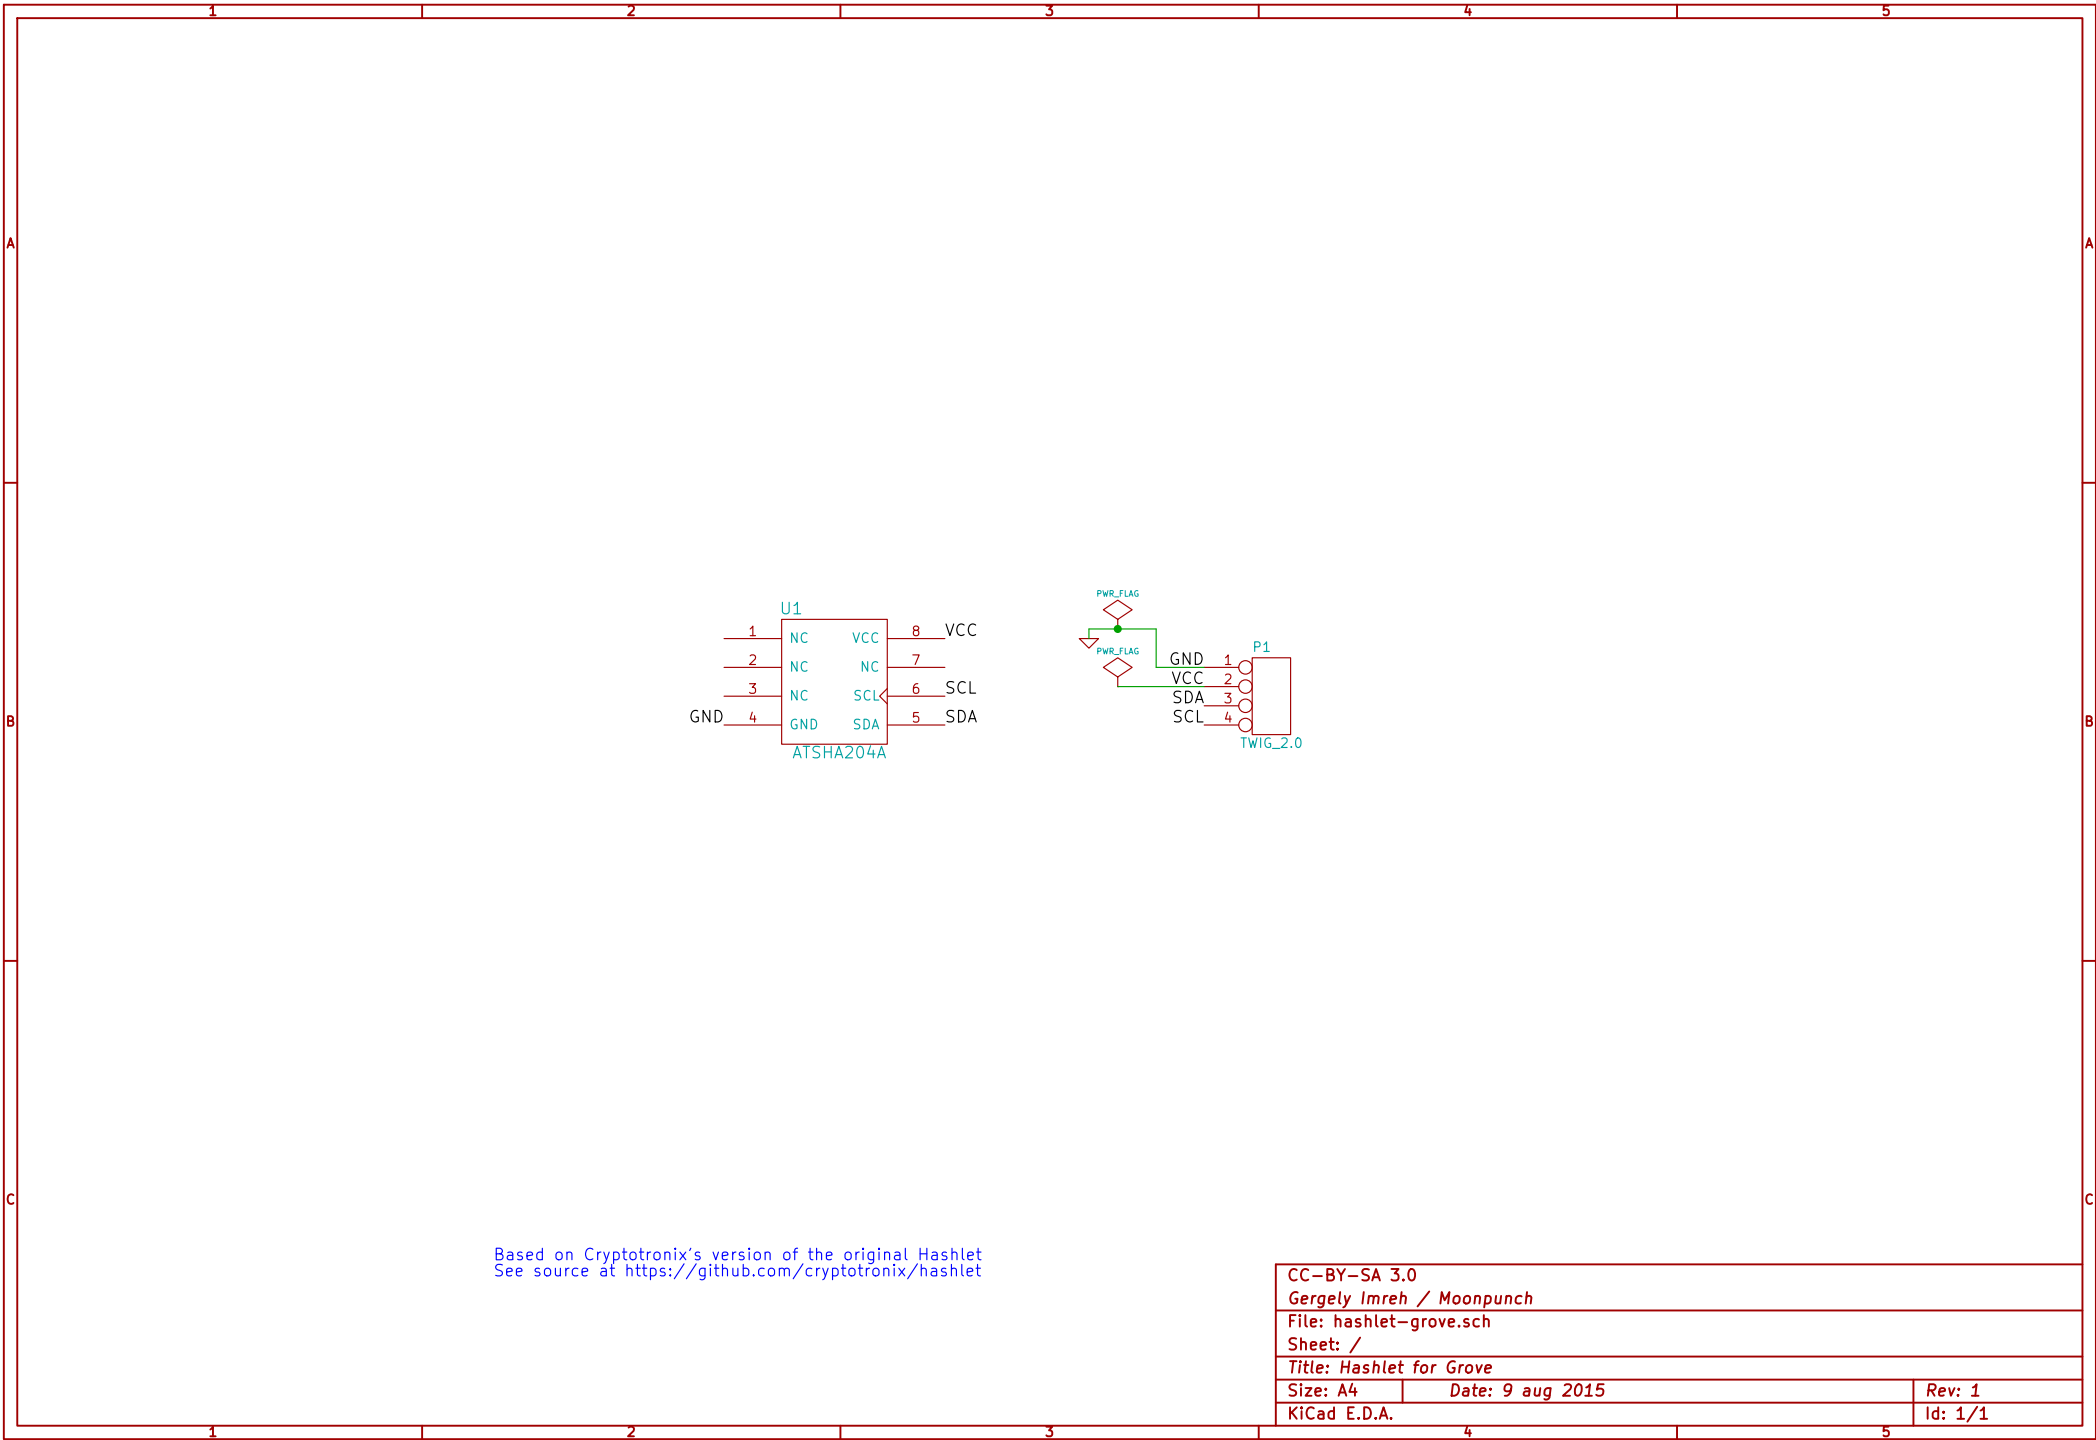 1 2 3 4 5
A A
PWR_FLAG
U1
1 NC VCC 8 VCC
PWR_FLAG
P1
2 NC NC 7
GND 1
VCC 2
3 NC SCL 6 SCL
SDA 3
GND 4 GND SDA 5 SDA
SCL 4
B B
TWIG_2.0
ATSHA204A
C C
Based on Cryptotronix's version of the original Hashlet
See source at https://github.com/cryptotronix/hashlet
CC-BY-SA 3.0
Gergely Imreh / Moonpunch
File: hashlet-grove.sch
Sheet: /
Title: Hashlet for Grove
Size: A4 Date: 9 aug 2015 Rev: 1
KiCad E.D.A. Id: 1/1
1 2 3 4 5